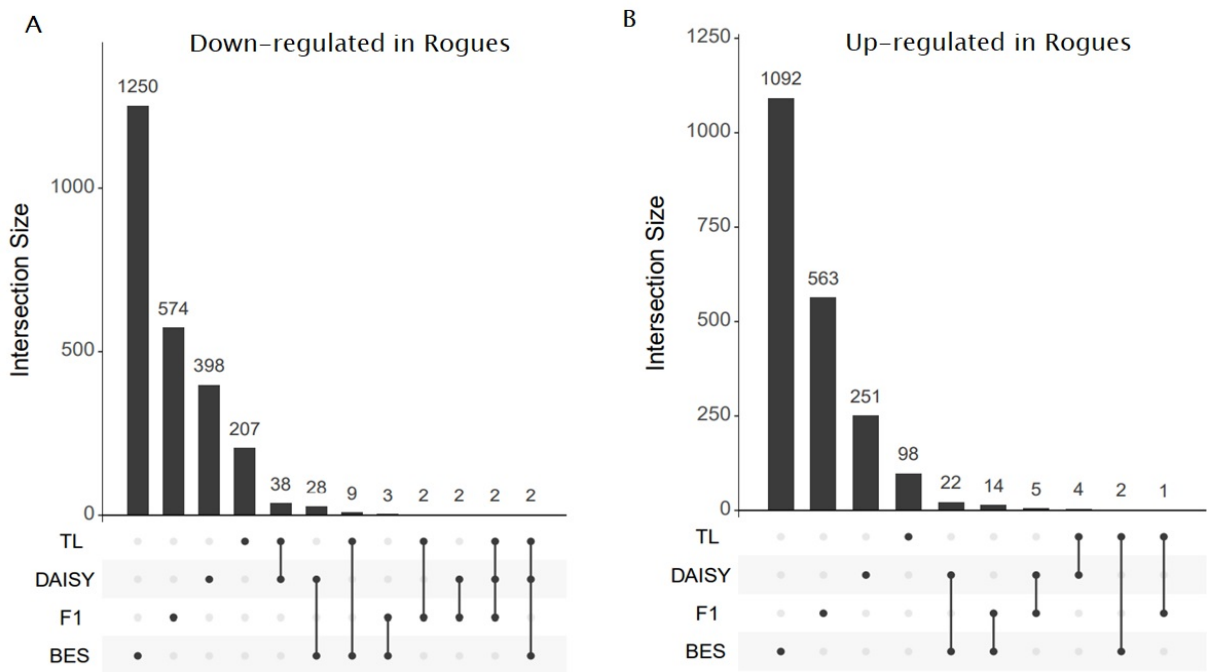 A
Down-regulated in Rogues
Intersection Size
1000
500
0
1250
574
398
207
38
28
9
3
2
2
2
2
TL
DAISY
F1
BES
B
Up-regulated in Rogues
Intersection Size
1250
1000
750
500
250
0
1092
563
251
98
22
14
5
4
2
1
TL
DAISY
F1
BES